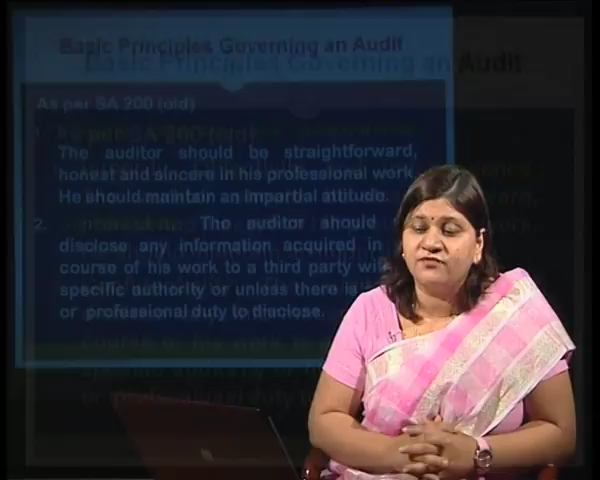 Basic Principles Governing an Audit
As per SA 200 (old)
1.
The auditor should be straightforward,
honest and sincere in his professional work.
He should maintain an impartial attitude.
2. The auditor should
disclose any information acquired in
course of his work to a third party
specific authority or unless there is
or professional duty to disclose.